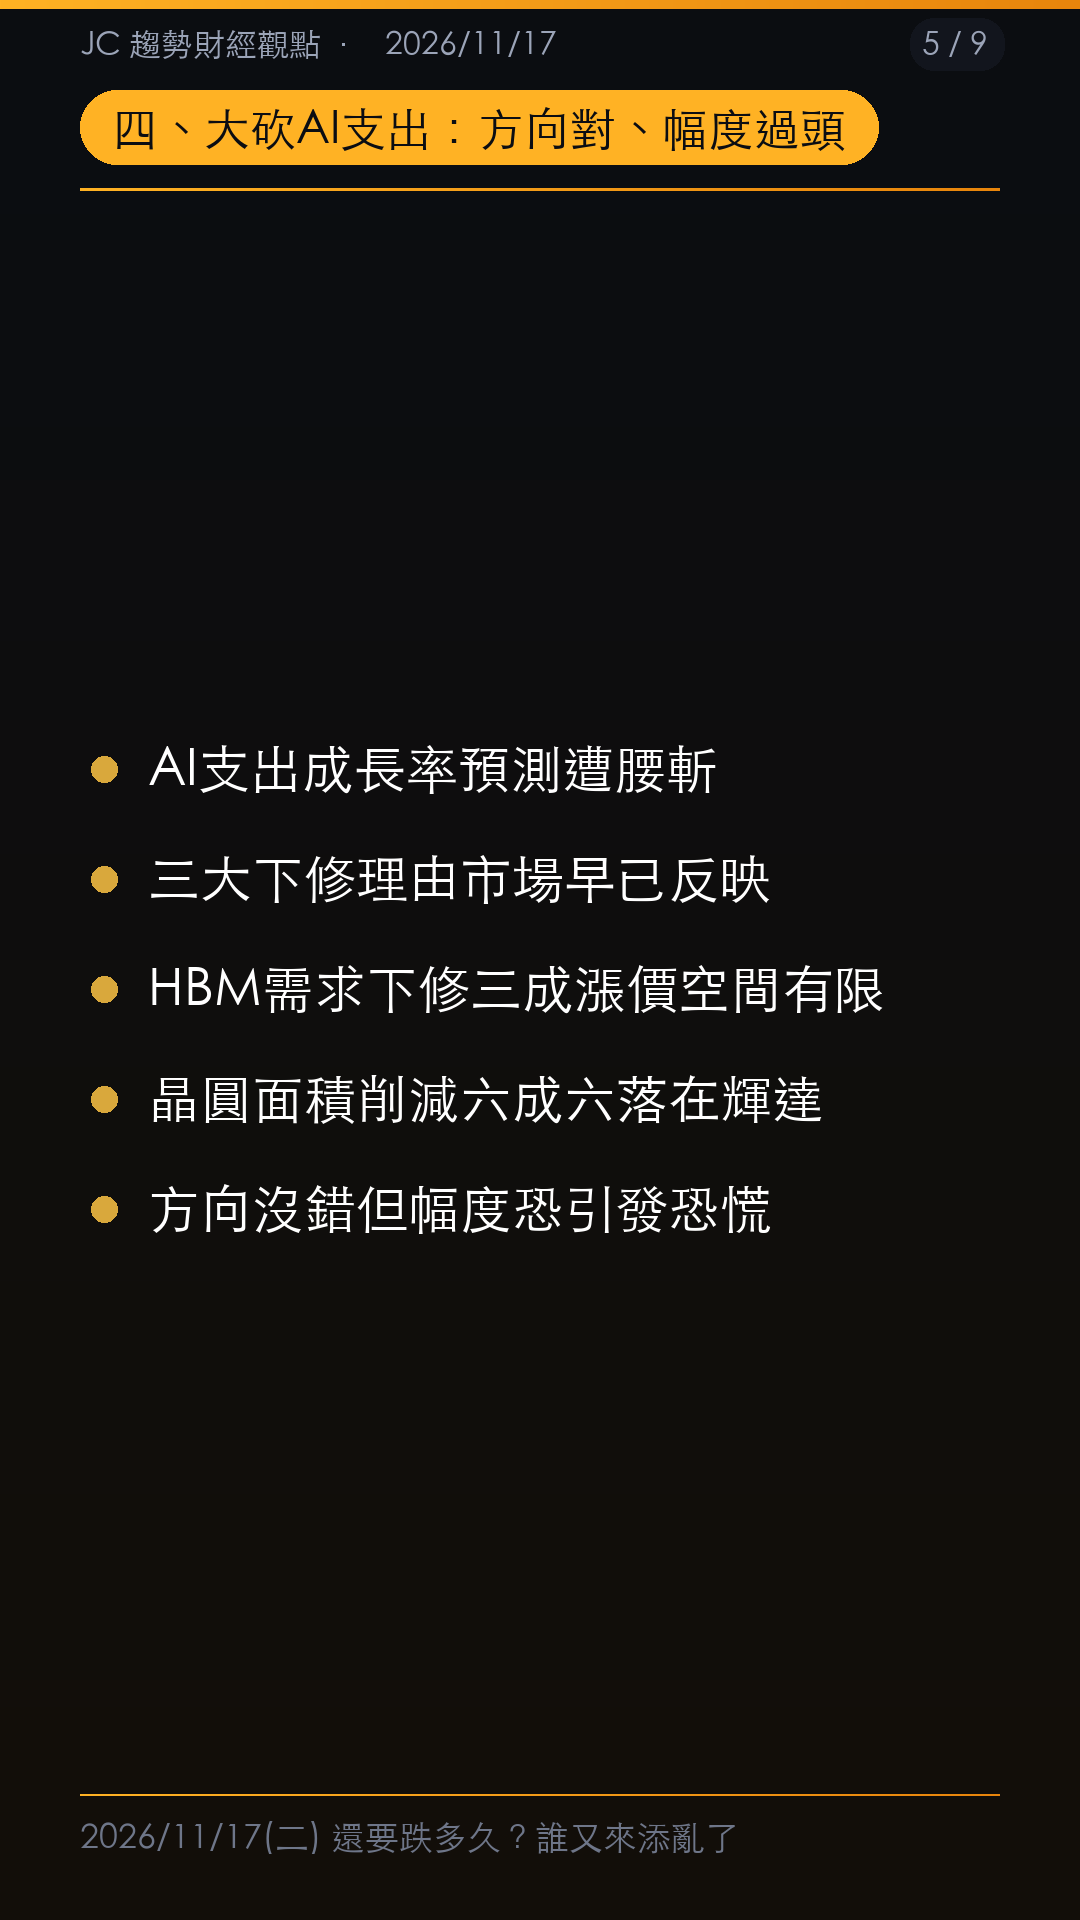 JC 趨勢財經觀點 · 2026/11/17
5 / 9
四、大砍AI支出：方向對、幅度過頭
AI支出成長率預測遭腰斬
三大下修理由市場早已反映
HBM需求下修三成漲價空間有限
晶圓面積削減六成六落在輝達
方向沒錯但幅度恐引發恐慌
2026/11/17(二) 還要跌多久？誰又來添亂了